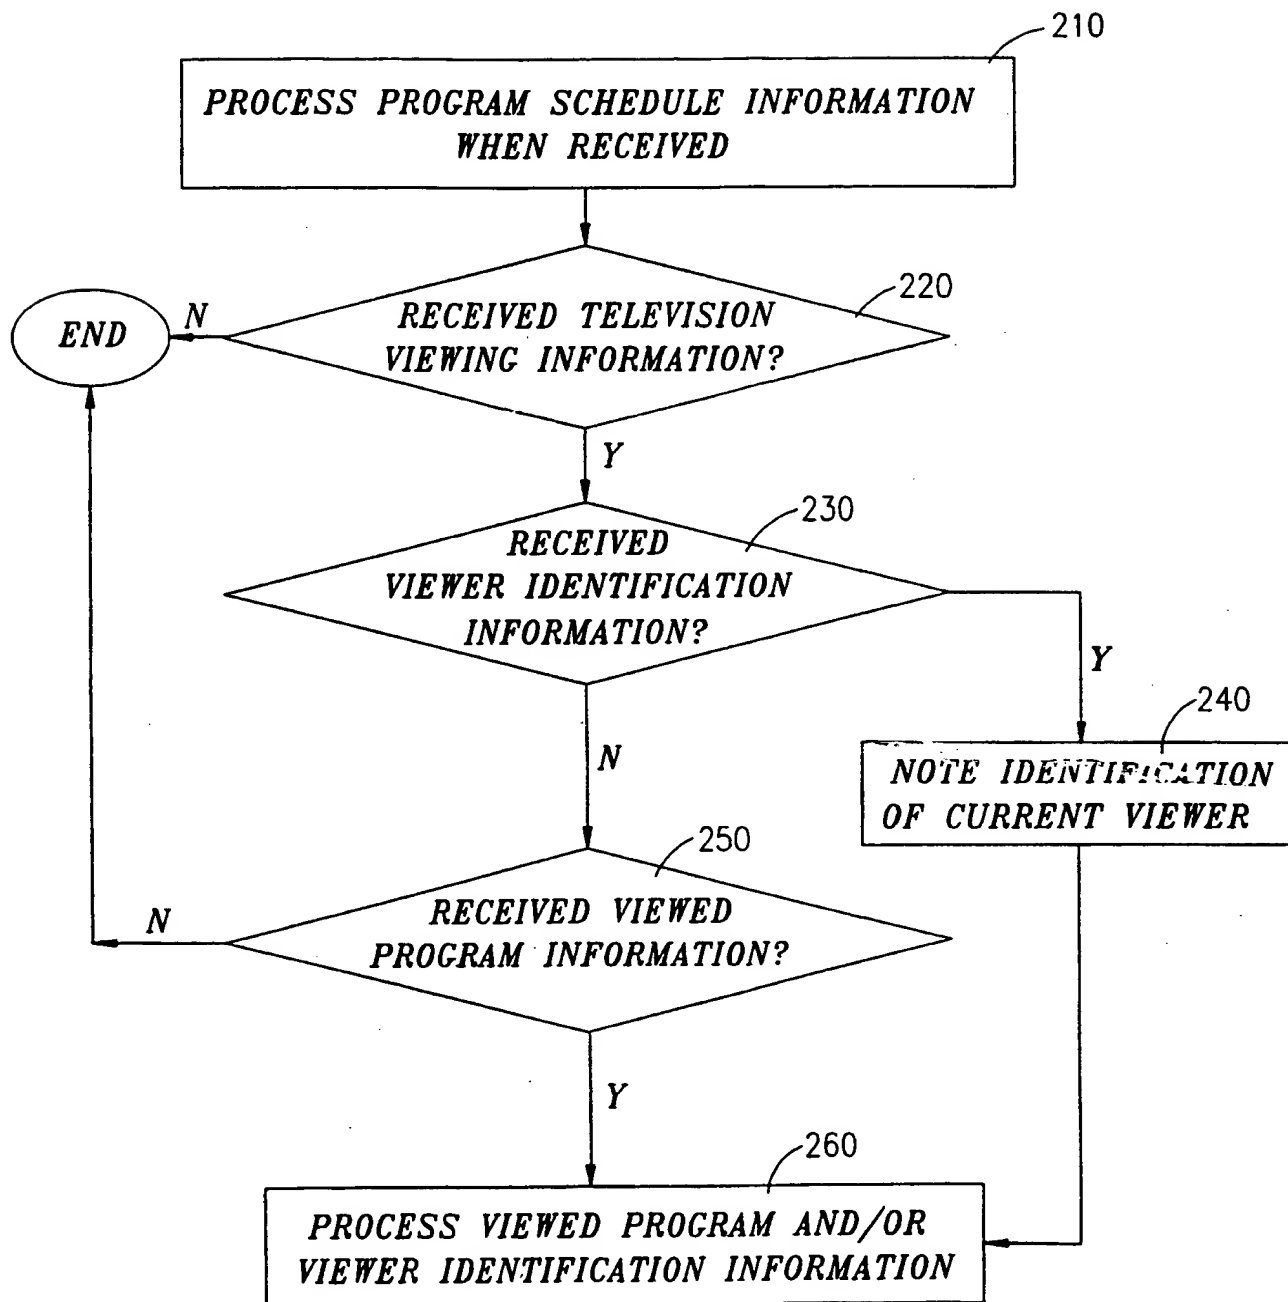 210
PROCESS PROGRAM SCHEDULE INFORMATION
WHEN RECEIVED
220
RECEIVED TELEVISION
VIEWING INFORMATION?
N
END
Y
230
RECEIVED
VIEWER IDENTIFICATION
INFORMATION?
Y
240
NOTE IDENTIFICATION
OF CURRENT VIEWER
N
250
RECEIVED VIEWED
PROGRAM INFORMATION?
N
Y
260
PROCESS VIEWED PROGRAM AND/OR
VIEWER IDENTIFICATION INFORMATION